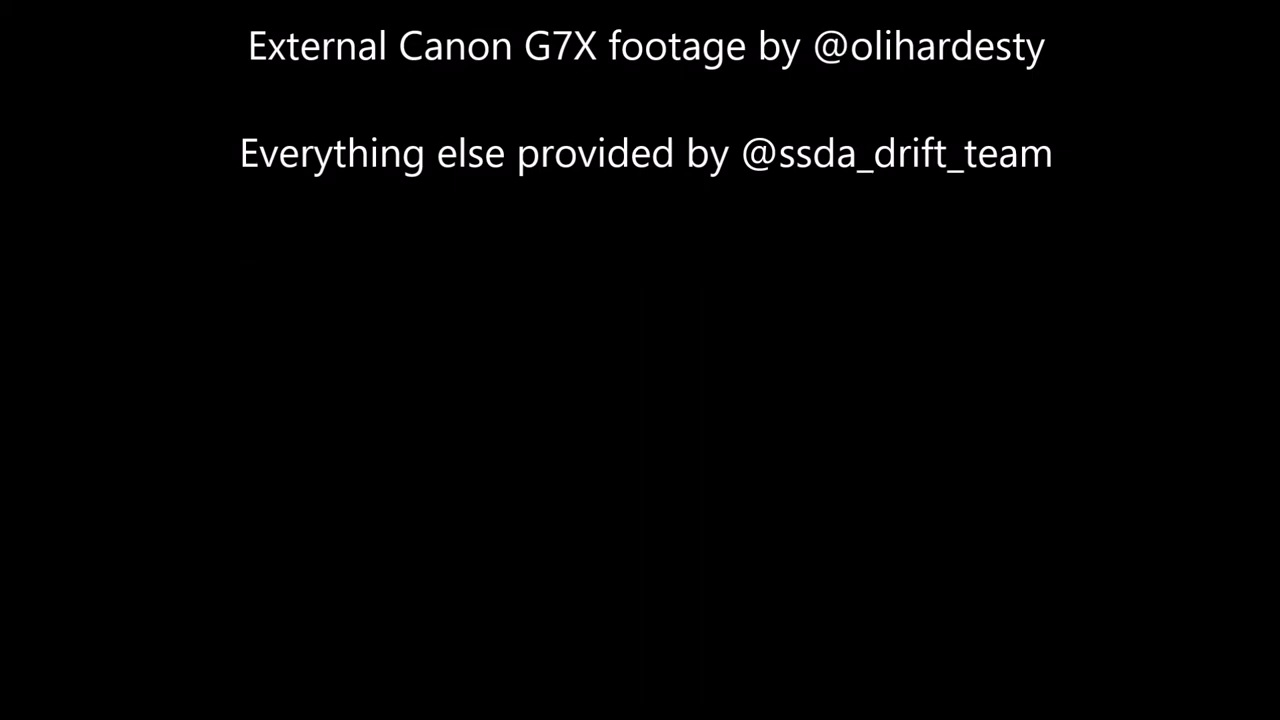 External Canon G7X footage by @olihardesty
Everything else provided by @ssda_drift_team